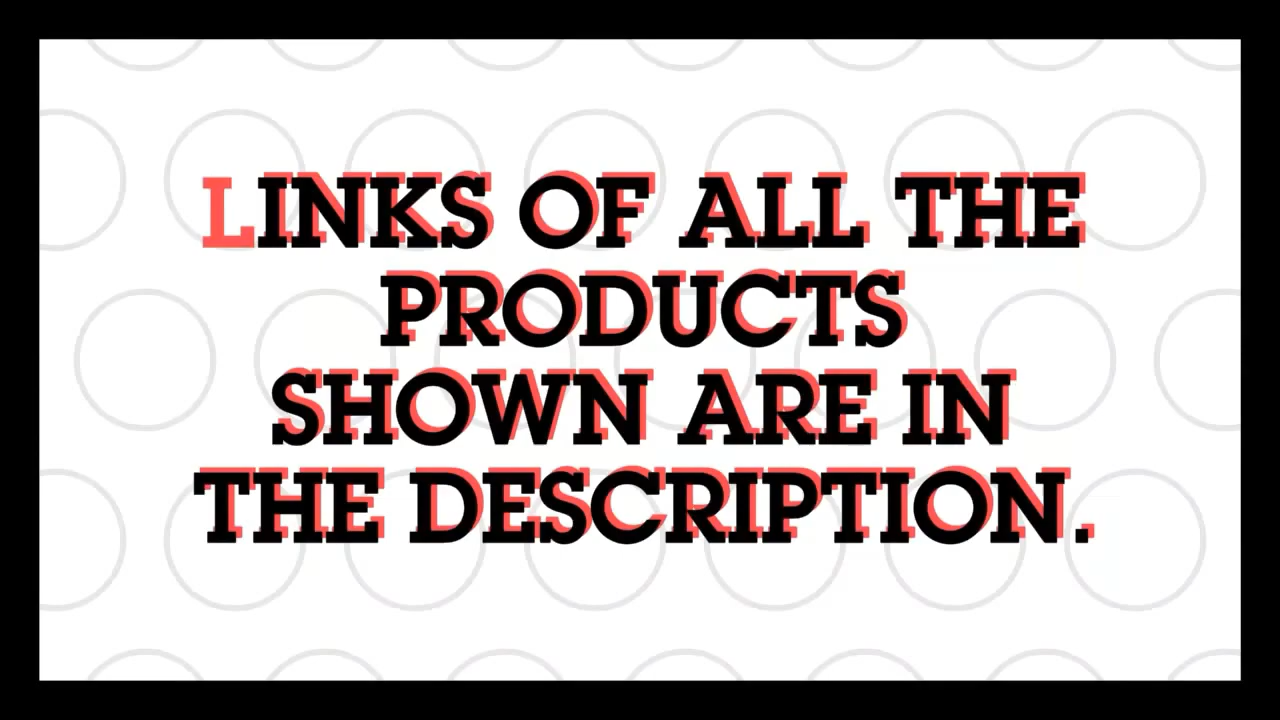 LINKS OF ALL THE
PRODUCTS
SHOWN ARE IN
THE DESCRIPTION.